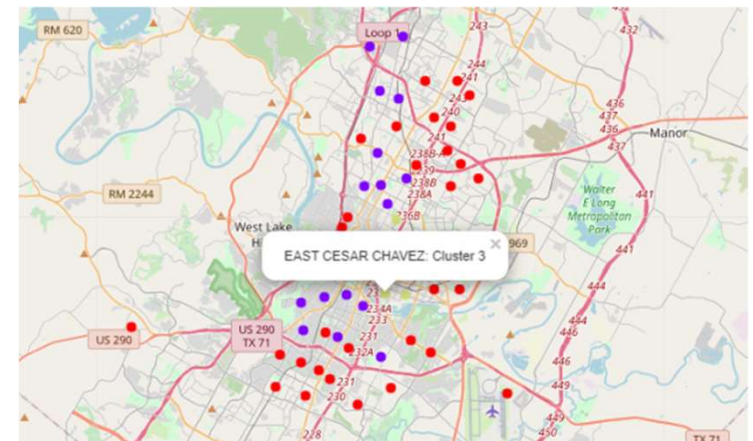 RM 620
Loop 1
243
432
432
244
241
243
240
241
436
437
436
437
Manor
238B-A
239
238B
238A
RM 2244
Walter
E Long
Metropolitan
Park
441
236B
West Lake
969
441
EAST CESAR CHAVEZ: Cluster 3
×
444
234A
233
444
US 290
US 290
TX 71
231
232A
446
446
231
230
449
449
228
450
TX 71